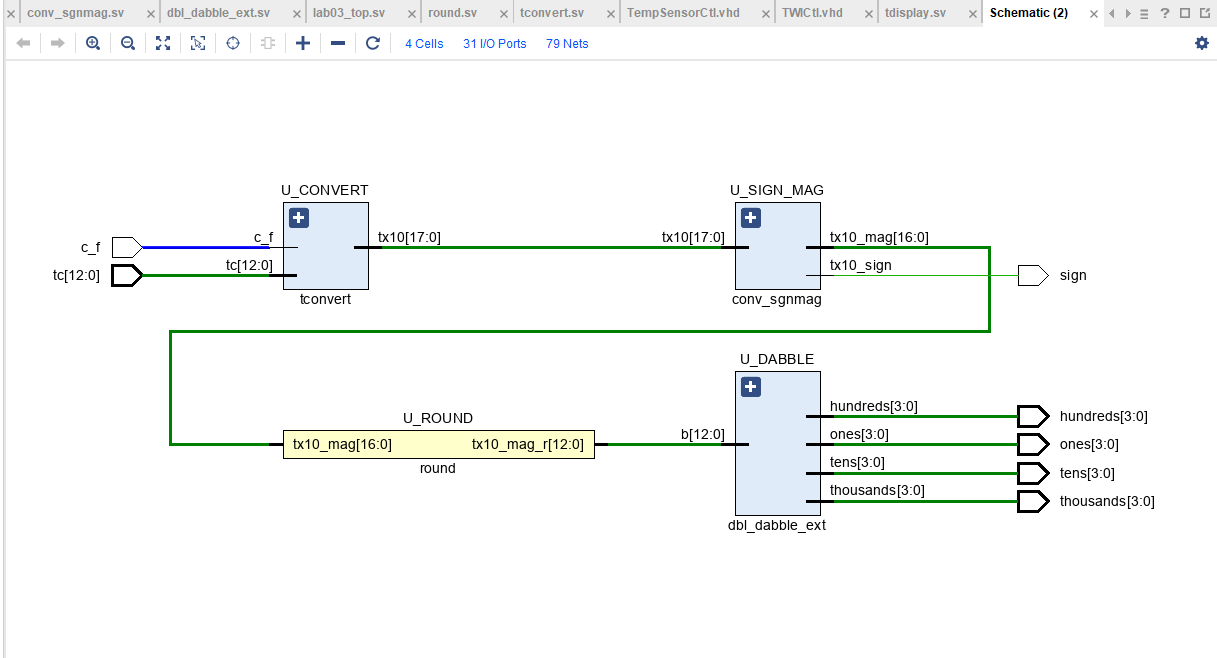 conv_sgnmag.sv dbl_dabble_ext.sv lab03_top.sv round.sv tconvert.sv TempSensorCtl.vhd TWICtl.vhd tdisplay.sv Schematic (2)
4 Cells 31 I/O Ports 79 Nets
U_CONVERT U_SIGN_MAG
c_f c_f tx10[17:0] tx10[17:0] tx10_mag[16:0]
tc[12:0] tc[12:0] tx10_sign sign
tconvert conv_sgnmag
U_DABBLE
hundreds[3:0] hundreds[3:0]
U_ROUND
tx10_mag[16:0] tx10_mag_r[12:0] b[12:0] ones[3:0] ones[3:0]
round tens[3:0] tens[3:0]
thousands[3:0] thousands[3:0]
dbl_dabble_ext